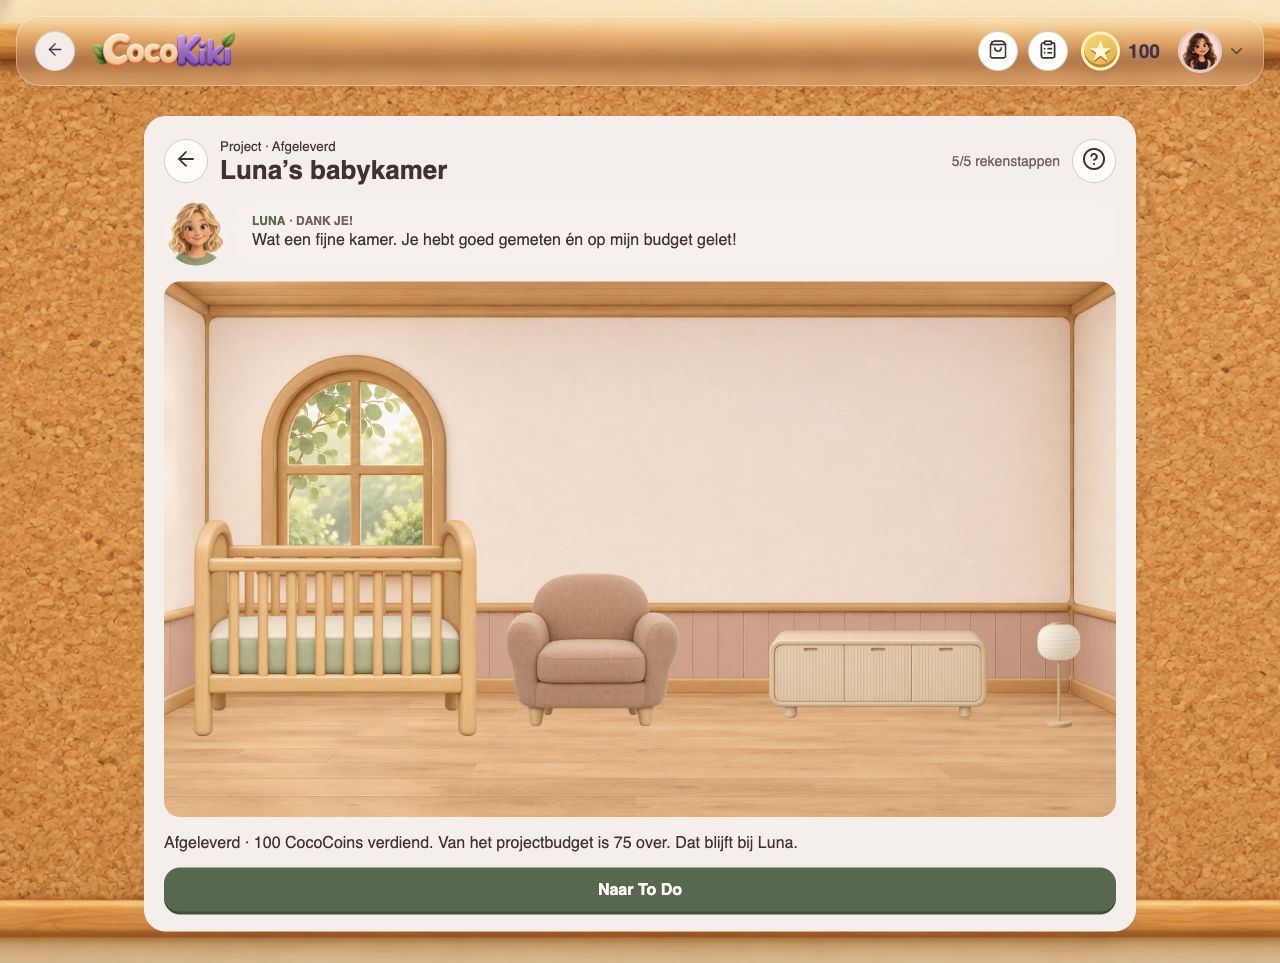 CocoKiki
100
Project · Afgeleverd
Luna’s babykamer
5/5 rekenstappen
LUNA · DANK JE!
Wat een fijne kamer. Je hebt goed gemeten én op mijn budget gelet!
Afgeleverd · 100 CocoCoins verdiend. Van het projectbudget is 75 over. Dat blijft bij Luna.
Naar To Do